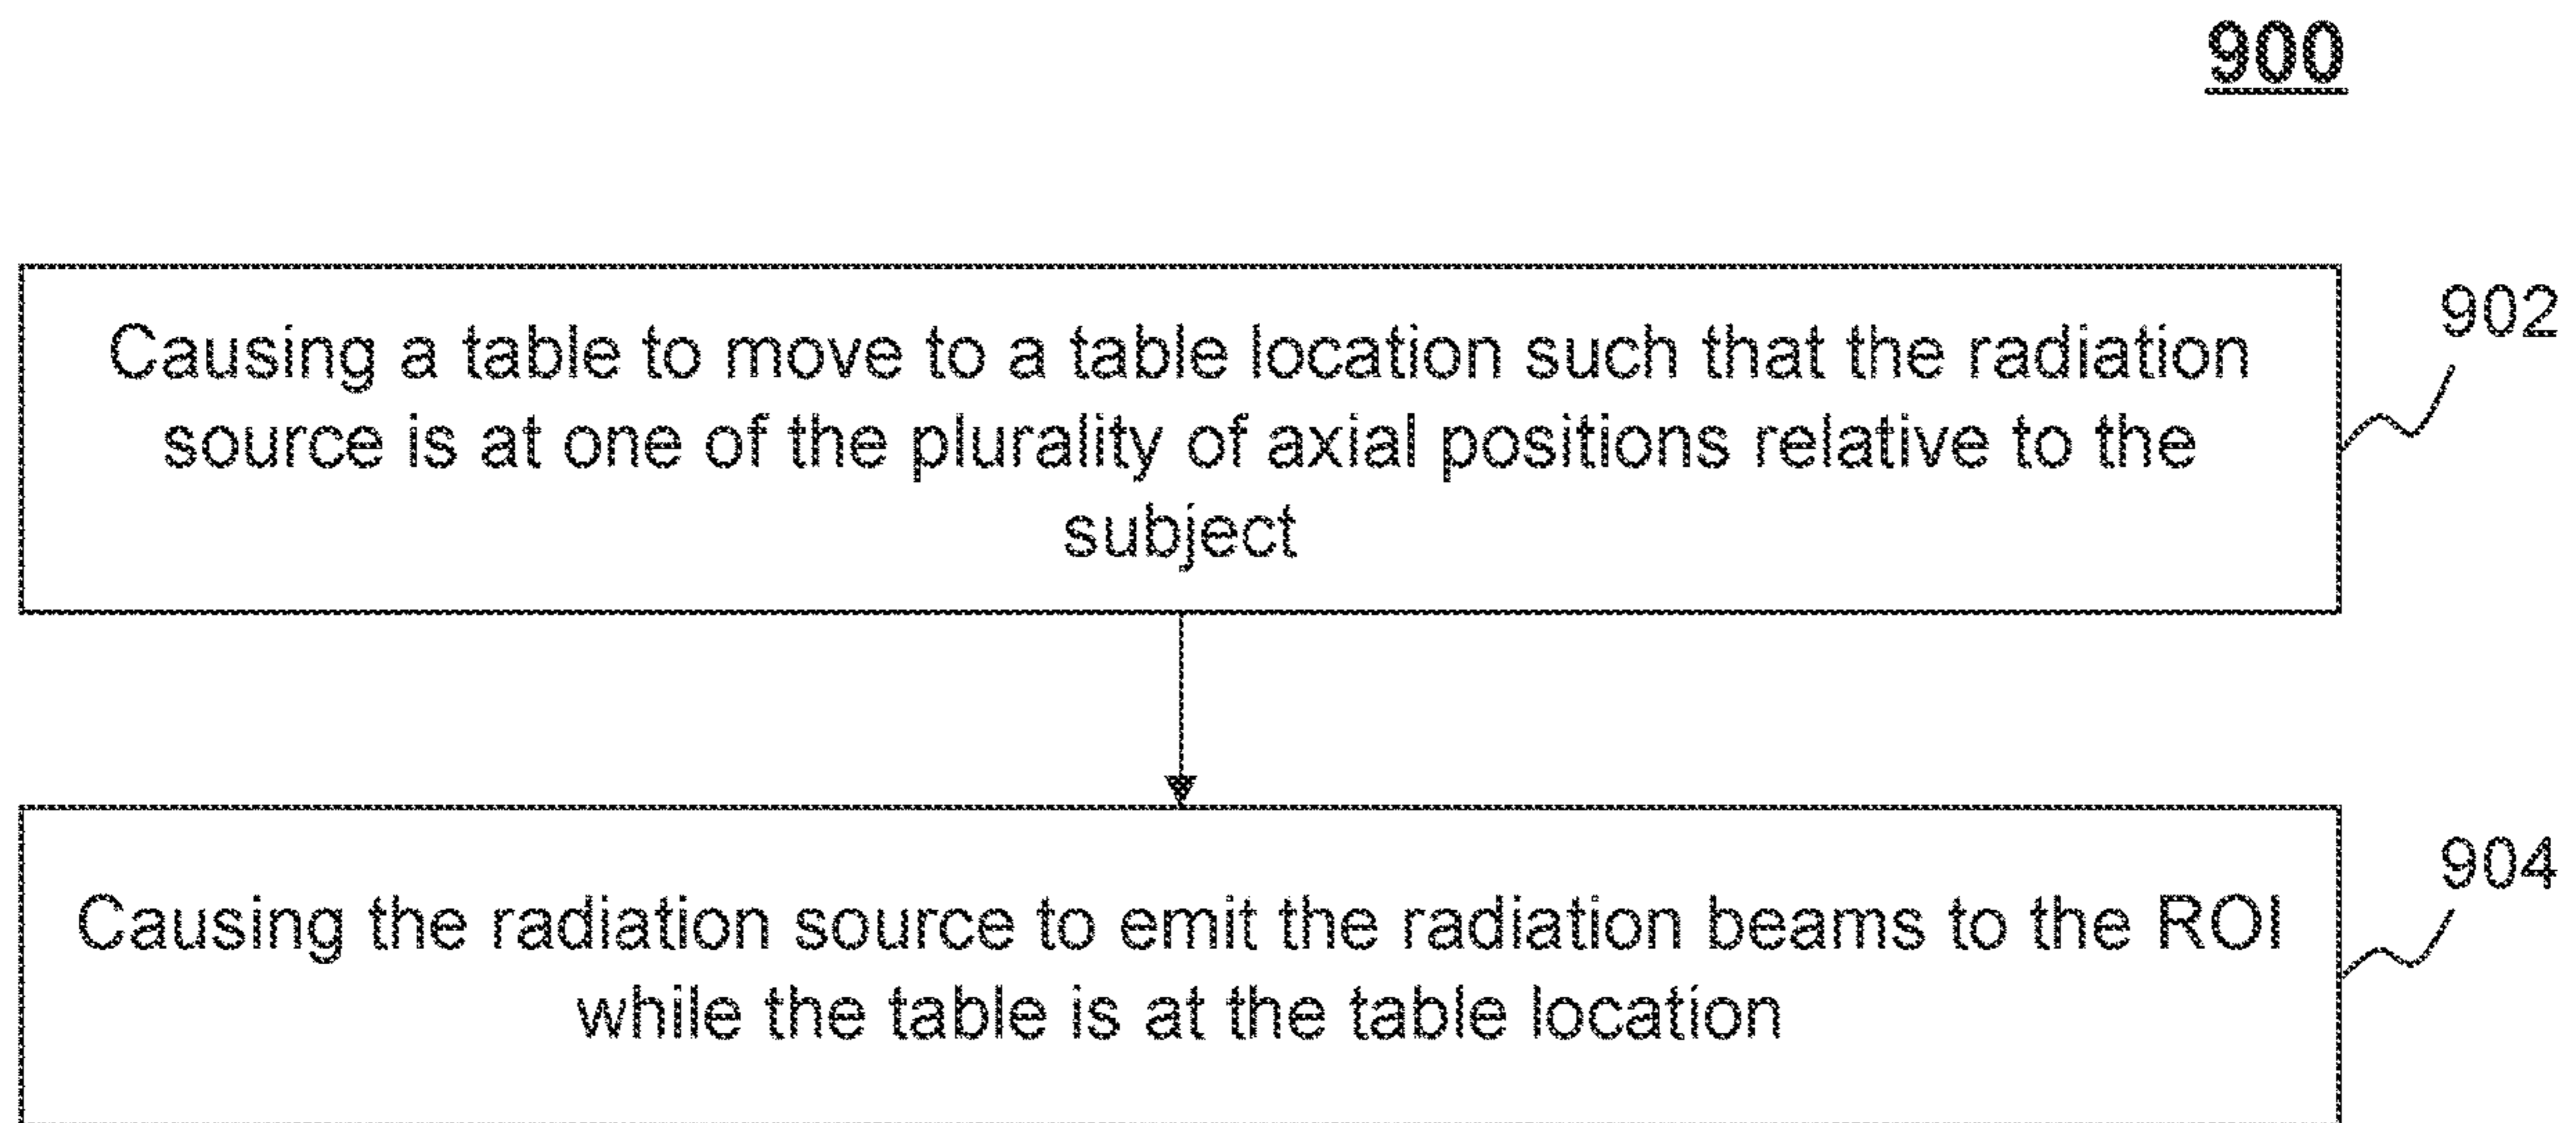 900
Causing a table to move to a table location such that the radiation
902
source is at one of the plurality of axial positions relative to the
subject
Causing the radiation source to emit the radiation beams to the ROI
904
while the table is at the table location